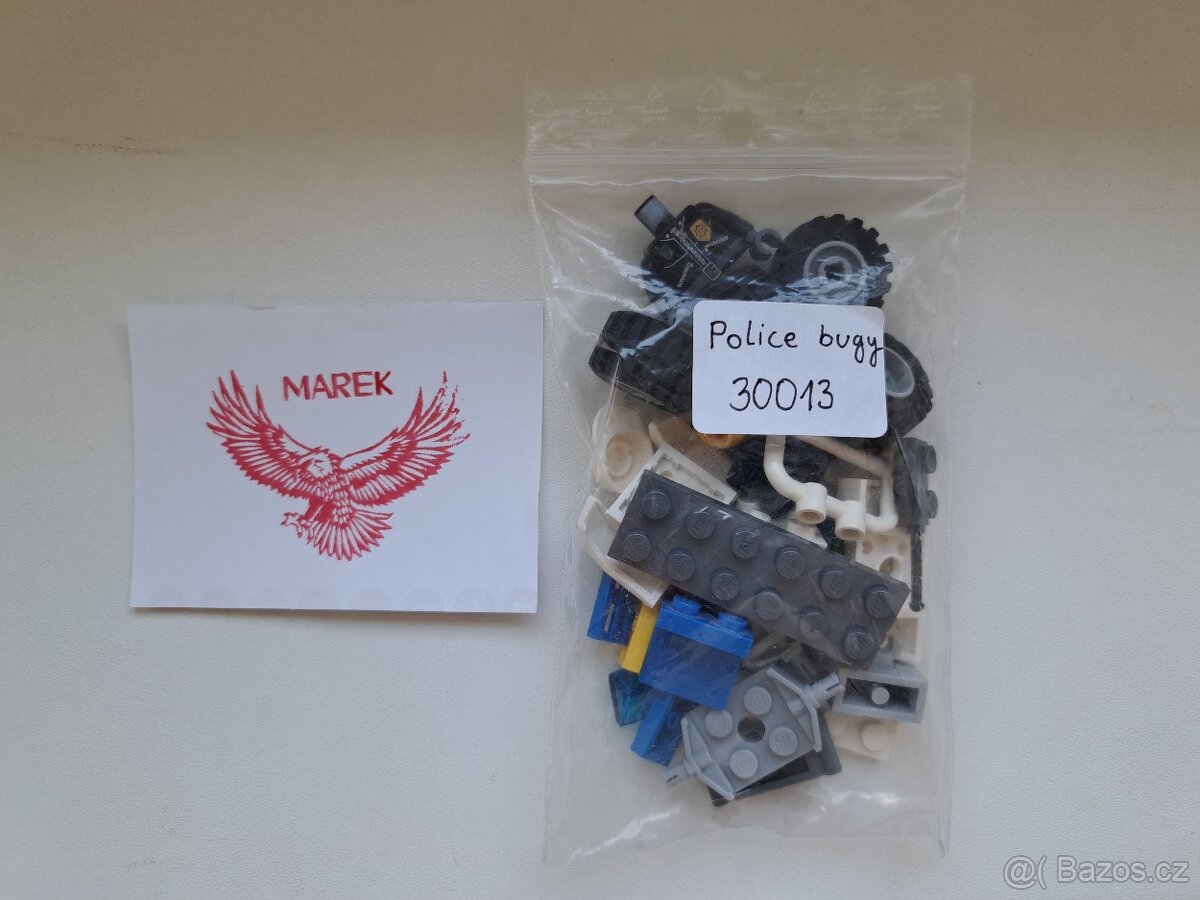 MAREK
Police bugy
30013
@( Bazos.cz